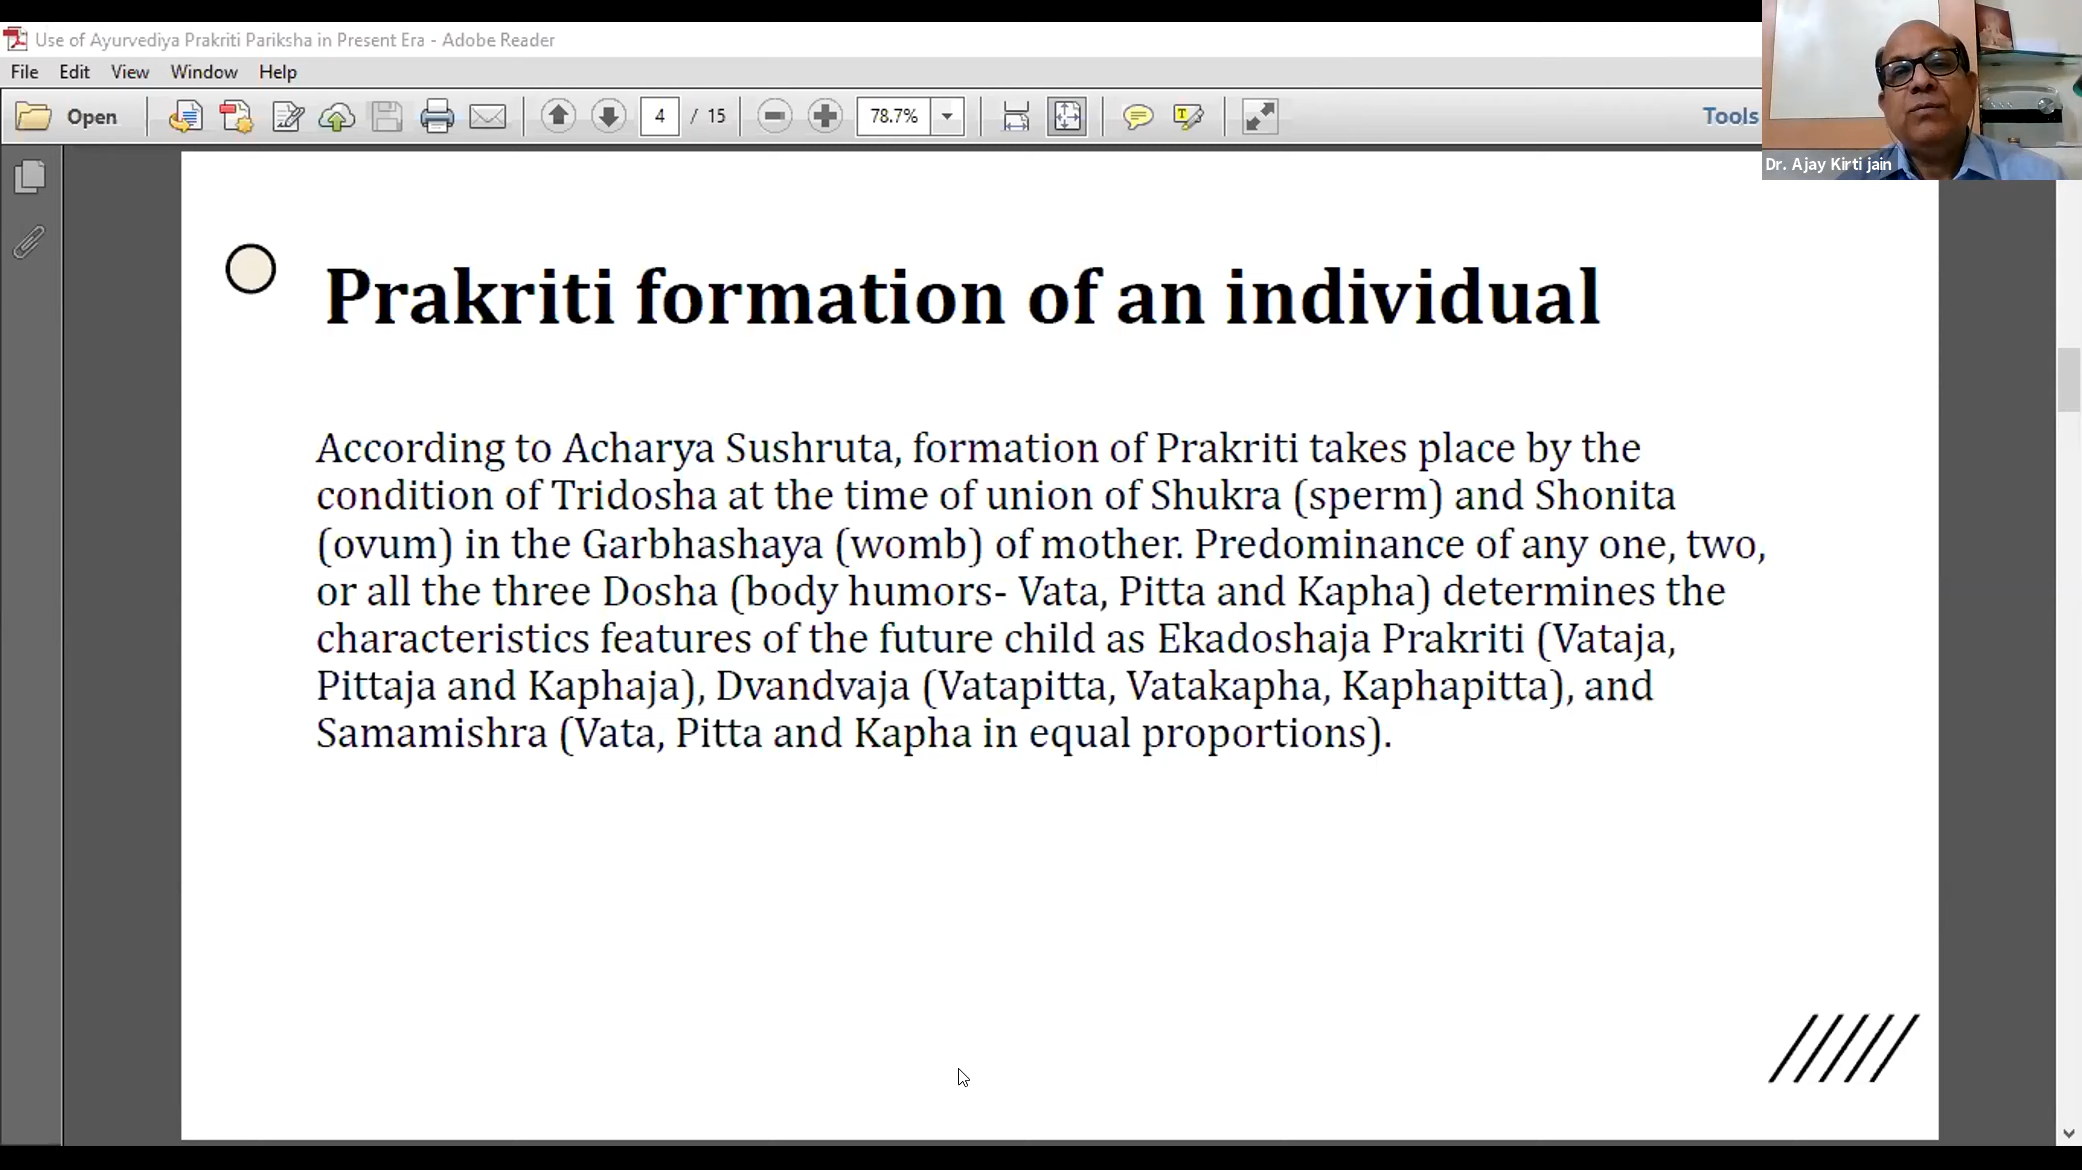 Use of Ayurvediya Prakriti Pariksha in Present Era - Adobe Reader
File Edit View Window Help
Open 4 / 15 78.7% Tools
Dr. Ajay Kirti jain
Prakriti formation of an individual
According to Acharya Sushruta, formation of Prakriti takes place by the
condition of Tridosha at the time of union of Shukra (sperm) and Shonita
(ovum) in the Garbhashaya (womb) of mother. Predominance of any one, two,
or all the three Dosha (body humors- Vata, Pitta and Kapha) determines the
characteristics features of the future child as Ekadoshaja Prakriti (Vataja,
Pittaja and Kaphaja), Dvandvaja (Vatapitta, Vatakapha, Kaphapitta), and
Samamishra (Vata, Pitta and Kapha in equal proportions).